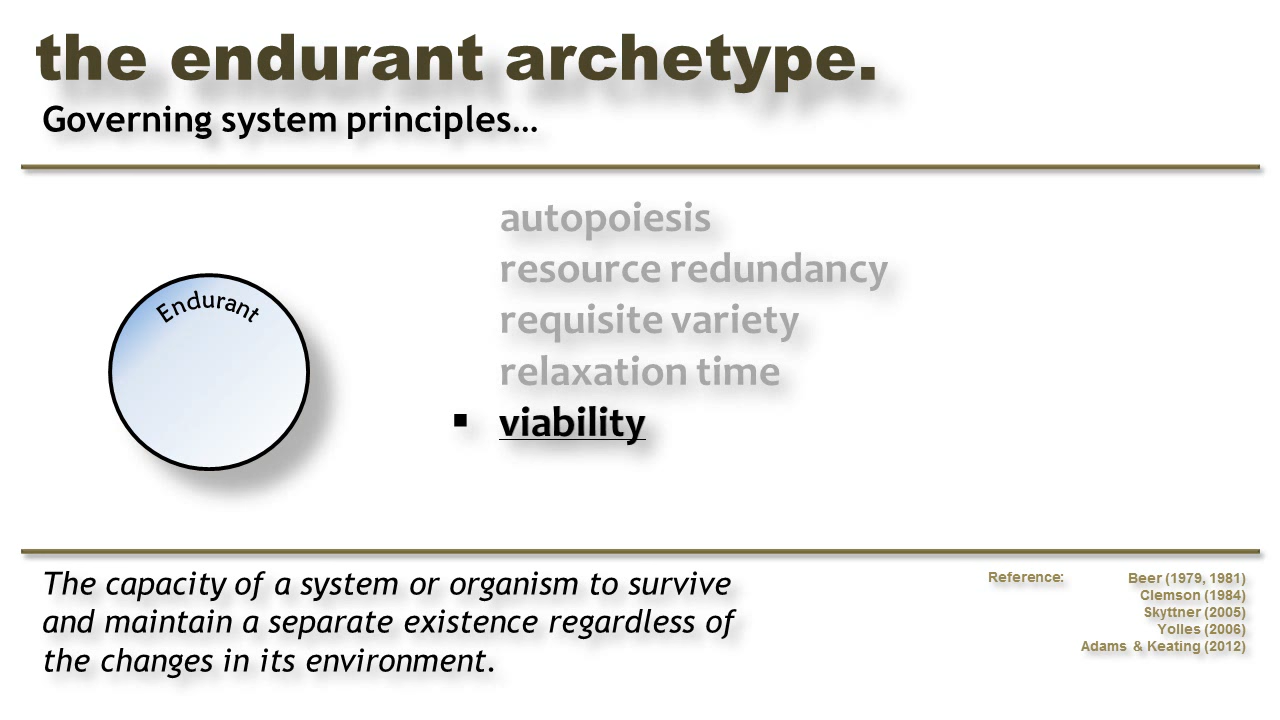 the endurant archetype.
Governing system principles…
autopoiesis
resource redundancy
requisite variety
relaxation time
▪ viability
Endurant
The capacity of a system or organism to survive
and maintain a separate existence regardless of
the changes in its environment.
Reference: Beer (1979, 1981)
Clemson (1984)
Skyttner (2005)
Yolles (2006)
Adams & Keating (2012)